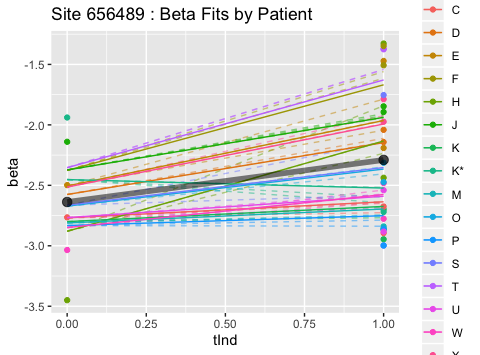 Site 656489 : Beta Fits by Patient
beta
-1.5
-2.0
-2.5
-3.0
-3.5
0.00
0.25
0.50
0.75
1.00
tInd
C
D
E
F
H
J
K
K*
M
O
P
S
T
U
W